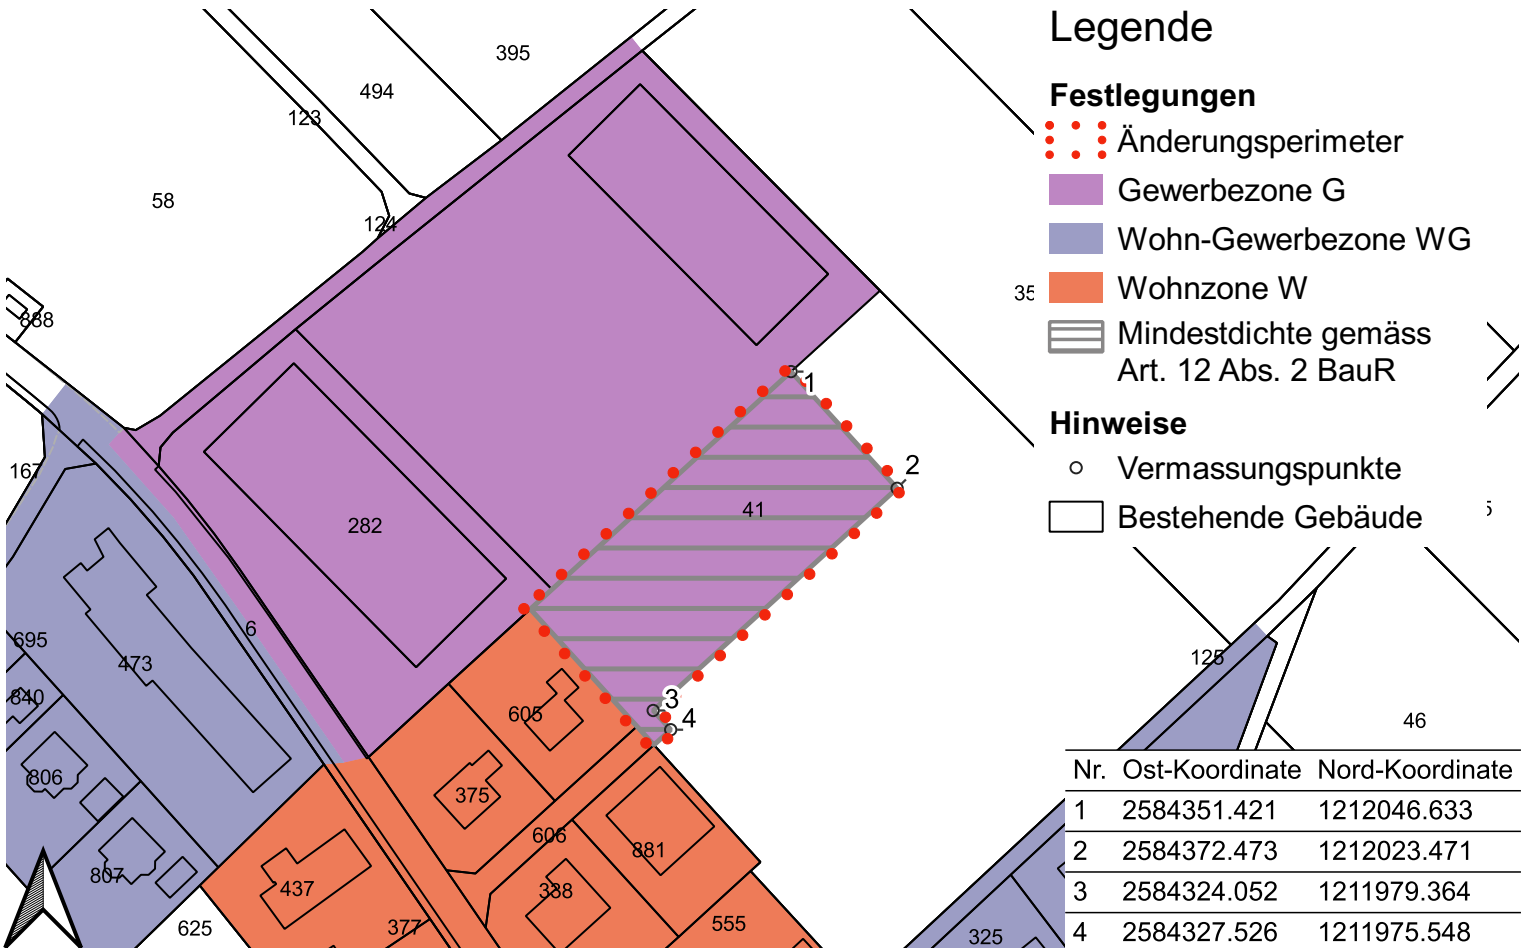 Legende
Festlegungen
Änderungsperimeter
Gewerbezone G
Wohn-Gewerbezone WG
Wohnzone W
Mindestdichte gemäss
Art. 12 Abs. 2 BauR
Hinweise
Vermassungspunkte
Bestehende Gebäude
395
494
123
58
124
888
35
1
2
167
41
282
5
6
695
473
125
840
3
605
4
46
806
375
606
881
807
437
338
377
625
555
325
Nr. Ost-Koordinate Nord-Koordinate
1 2584351.421 1212046.633
2 2584372.473 1212023.471
3 2584324.052 1211979.364
4 2584327.526 1211975.548